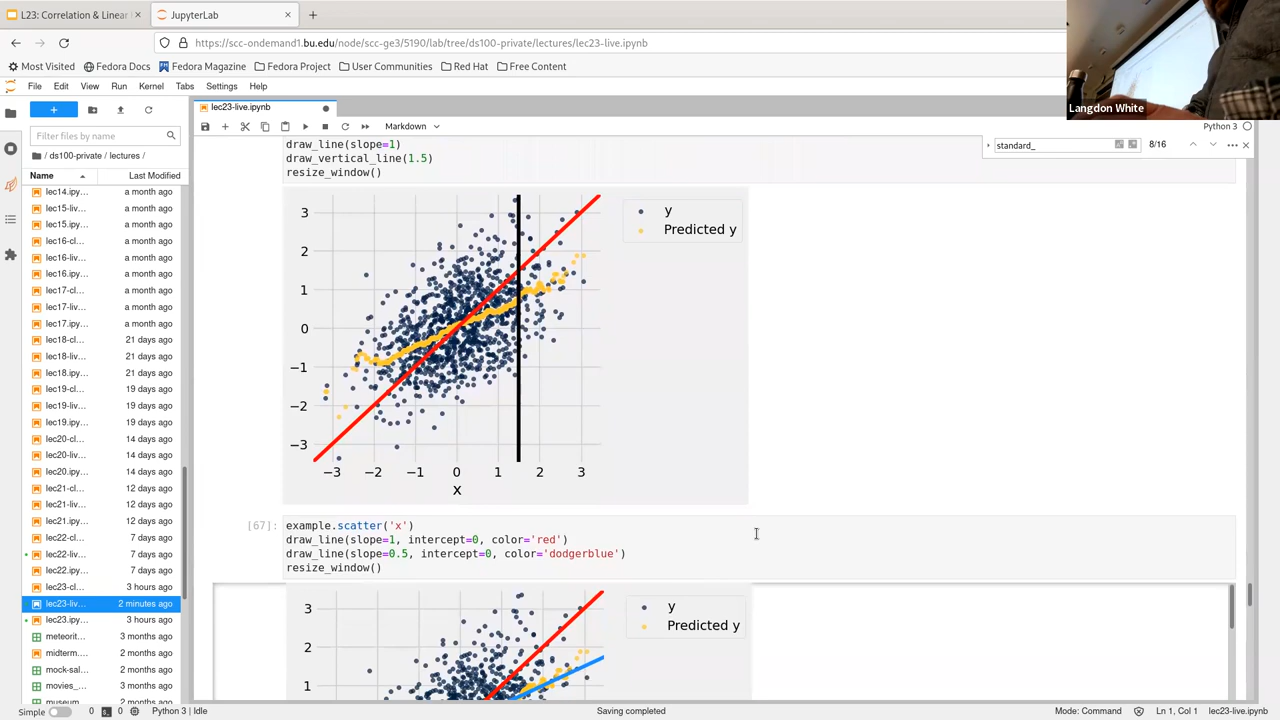 L23: Correlation & Linear
JupyterLab
https://scc-ondemand1.bu.edu/node/scc-ge3/5190/lab/tree/ds100-private/lectures/lec23-live.ipynb
Most Visited Fedora Docs Fedora Magazine Fedora Project User Communities Red Hat Free Content
Langdon White
File Edit View Run Kernel Tabs Settings Help
lec23-live.ipynb
Markdown
Python 3
Filter files by name
/ ds100-private / lectures /
Name Last Modified
lec14.ipy... a month ago
lec15-liv... a month ago
lec15.ipy... a month ago
lec16-cl... a month ago
lec16-liv... a month ago
lec16.ipy... a month ago
lec17-cl... a month ago
lec17-liv... a month ago
lec17.ipy... a month ago
lec18-cl... 21 days ago
lec18-liv... 21 days ago
lec18.ipy... 21 days ago
lec19-cl... 19 days ago
lec19-liv... 19 days ago
lec19.ipy... 19 days ago
lec20-cl... 14 days ago
lec20-liv... 14 days ago
lec20.ipy... 14 days ago
lec21-cl... 12 days ago
lec21-liv... 12 days ago
lec21.ipy... 12 days ago
lec22-cl... 7 days ago
lec22-liv... 7 days ago
lec22.ipy... 7 days ago
lec23-cl... 3 hours ago
lec23-liv... 2 minutes ago
lec23.ipy... 3 hours ago
meteorit... 3 months ago
midterm.... 2 months ago
mock-sal... 2 months ago
movies_... 3 months ago
museum 2 months ago
standard_ 8/16
draw_line(slope=1)
draw_vertical_line(1.5)
resize_window()
3
2
1
0
−1
−2
−3
−3 −2 −1 0 1 2 3
x
y
Predicted y
[67]:
example.scatter('x')
draw_line(slope=1, intercept=0, color='red')
draw_line(slope=0.5, intercept=0, color='dodgerblue')
resize_window()
3
2
1
y
Predicted y
Simple 0 0 Python 3 | Idle Saving completed Mode: Command Ln 1, Col 1 lec23-live.ipynb